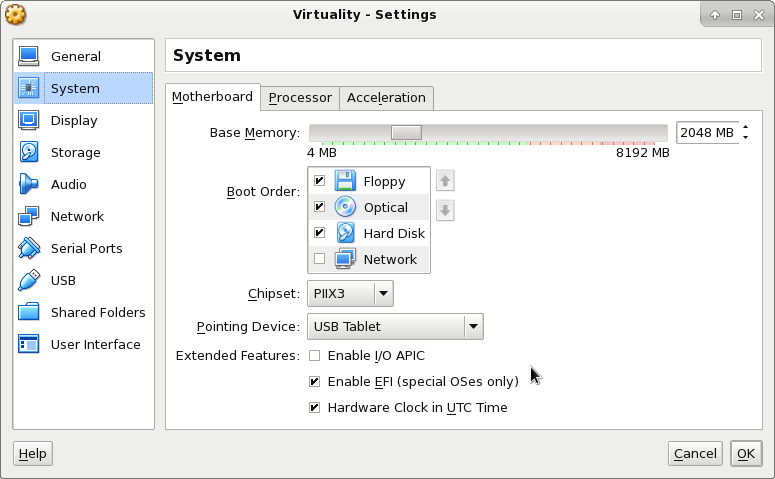 Virtuality - Settings
General
System
Display
Storage
Audio
Network
Serial Ports
USB
Shared Folders
User Interface
System
Motherboard Processor Acceleration
Base Memory: 2048 MB
4 MB 8192 MB
Boot Order:
Floppy
Optical
Hard Disk
Network
Chipset: PIIX3
Pointing Device: USB Tablet
Extended Features: Enable I/O APIC
Enable EFI (special OSes only)
Hardware Clock in UTC Time
Help Cancel OK